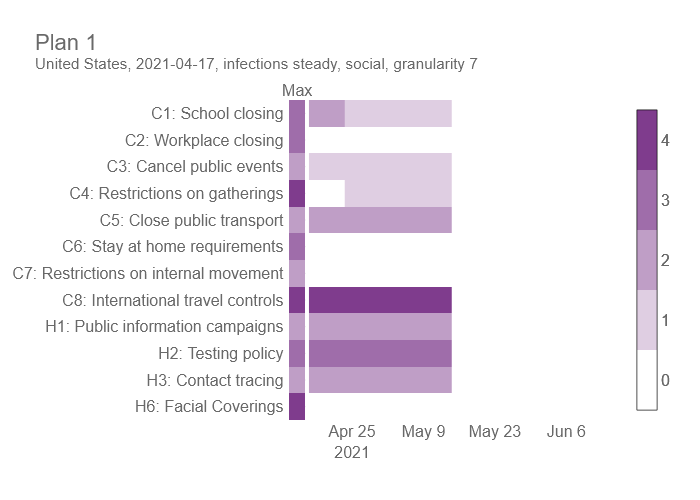 Plan 1
United States, 2021-04-17, infections steady, social, granularity 7
Max
C1: School closing
C2: Workplace closing
C3: Cancel public events
C4: Restrictions on gatherings
C5: Close public transport
C6: Stay at home requirements
C7: Restrictions on internal movement
C8: International travel controls
H1: Public information campaigns
H2: Testing policy
H3: Contact tracing
H6: Facial Coverings
Apr 25 May 9 May 23 Jun 6
2021
4
3
2
1
0